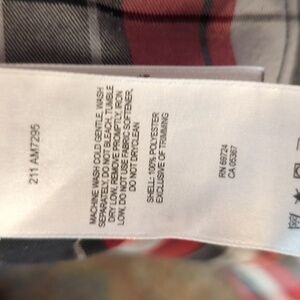 211 AM7295
MACHINE WASH COLD GENTLE, WASH
SEPARATELY, DO NOT BLEACH, TUMBLE
DRY LOW, REMOVE PROMPTLY, IRON
LOW, DO NOT USE FABRIC SOFTENER,
DO NOT DRYCLEAN
SHELL: 100% POLYESTER
EXCLUSIVE OF TRIMMING
RN 69724
CA 05367